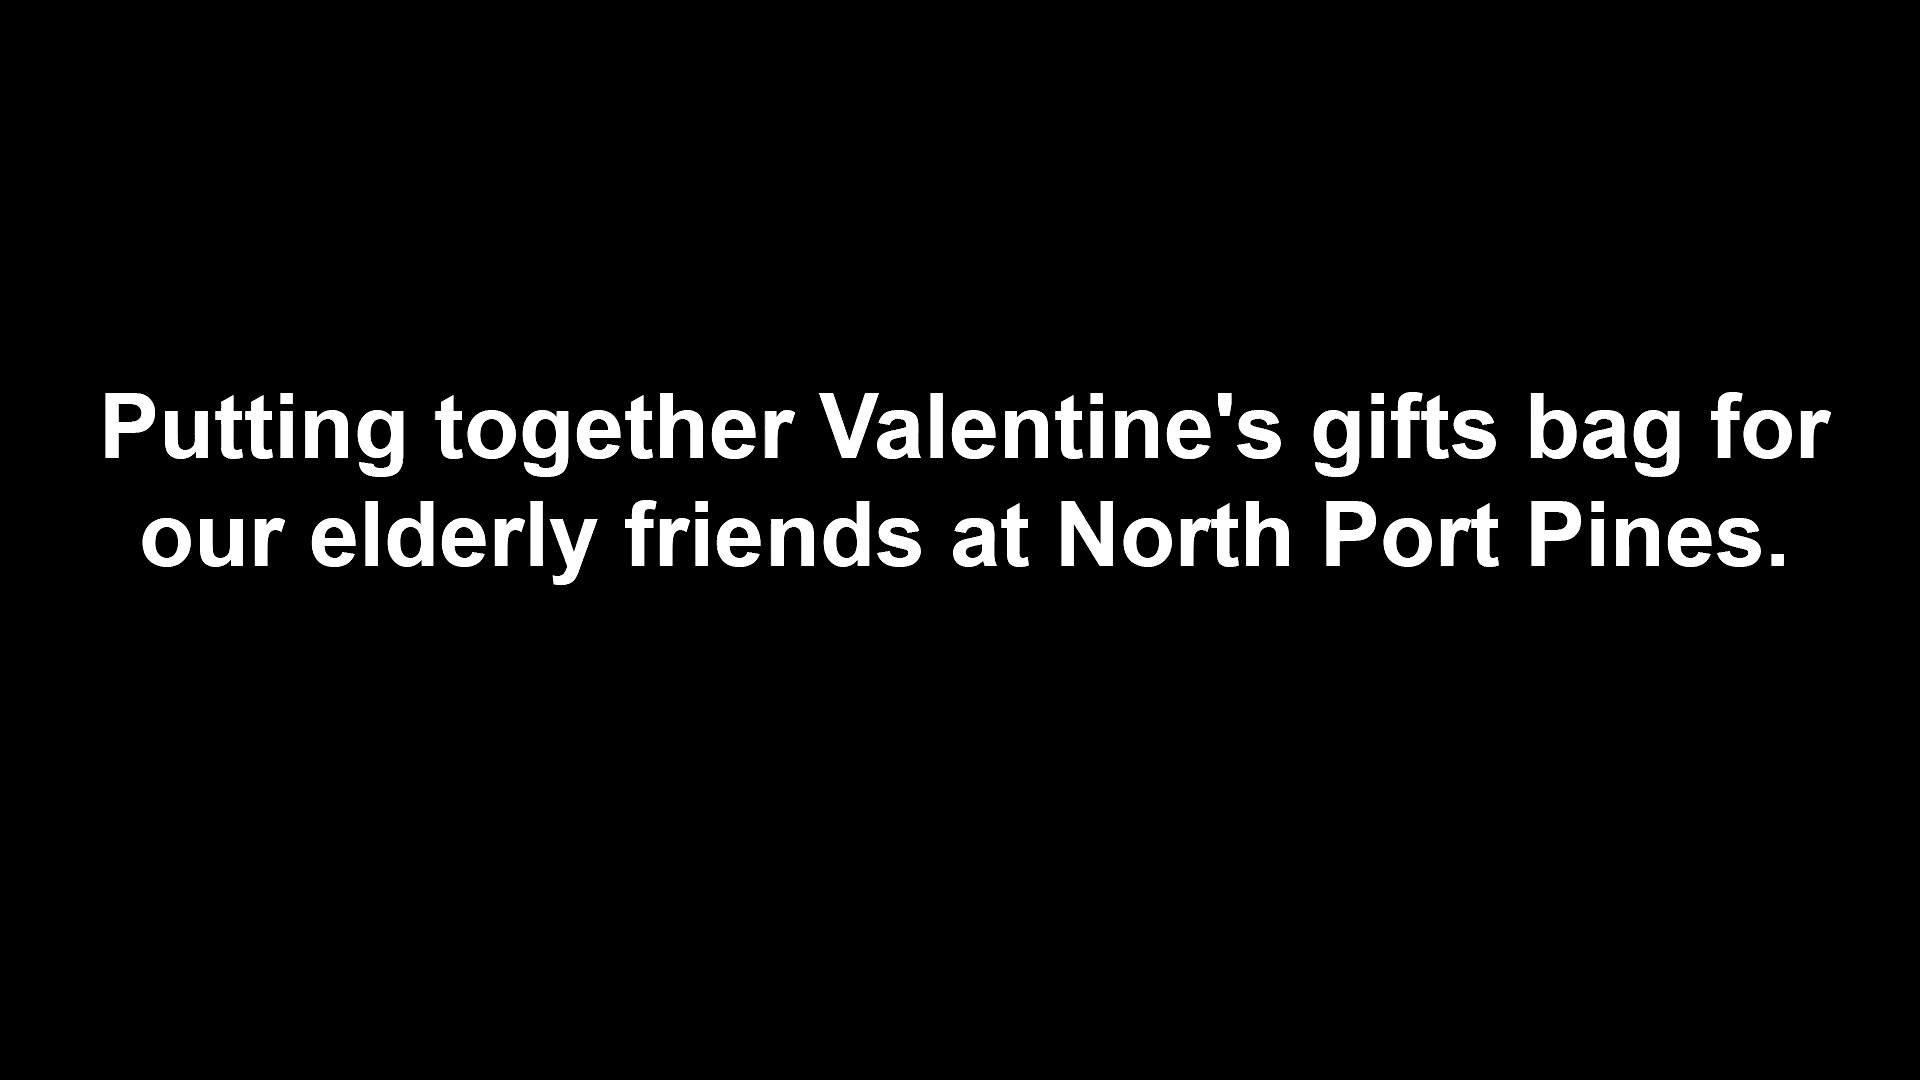 Putting together Valentine's gifts bag for
our elderly friends at North Port Pines.